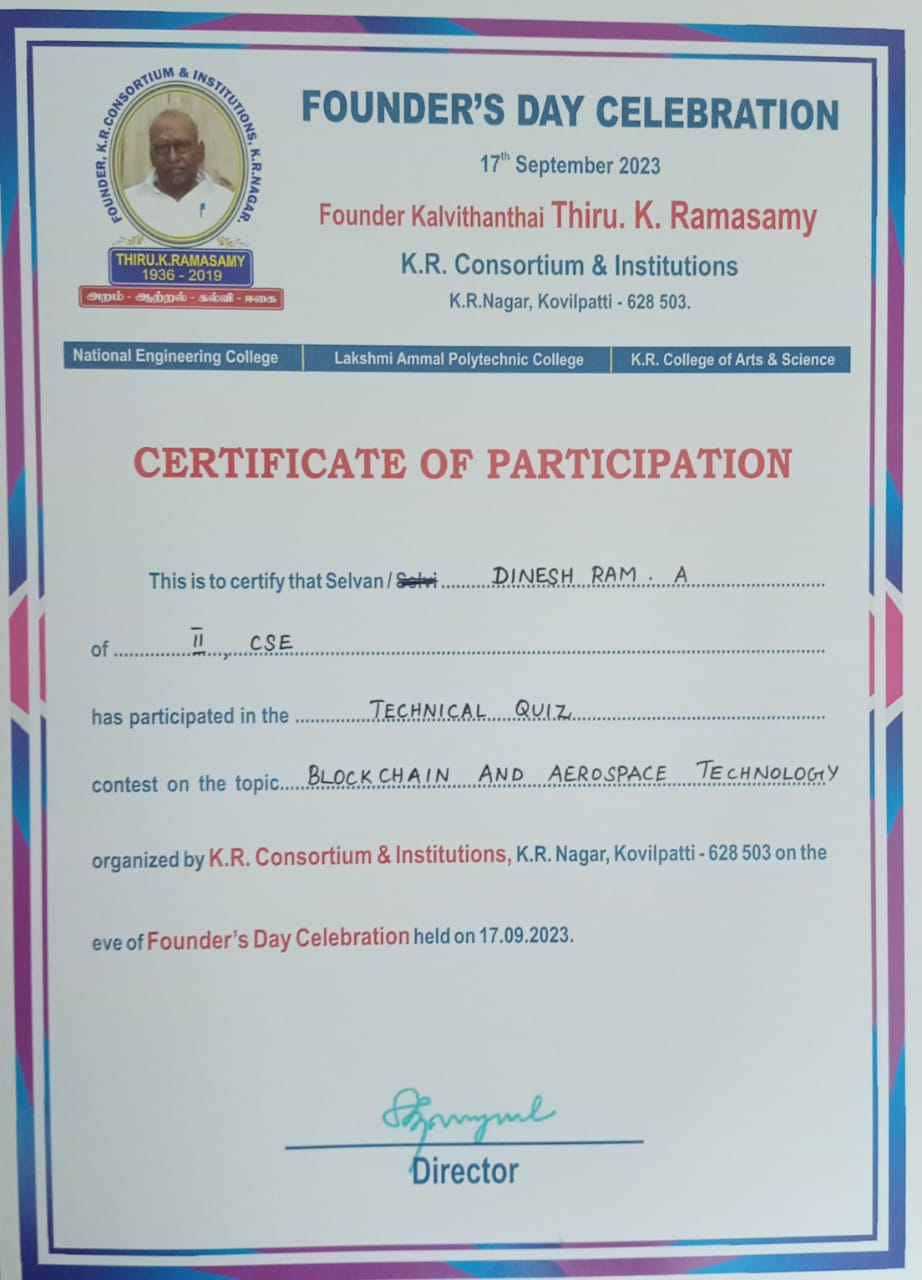 FOUNDER, K.R.CONSORTIUM & INSTITUTIONS, K.R.NAGAR.
THIRU.K.RAMASAMY
1936 - 2019
அறம் - ஆற்றல் - கல்வி - ஈகை
FOUNDER'S DAY CELEBRATION
17th September 2023
Founder Kalvithanthai Thiru. K. Ramasamy
K.R. Consortium & Institutions
K.R.Nagar, Kovilpatti - 628 503.
National Engineering College Lakshmi Ammal Polytechnic College K.R. College of Arts & Science
CERTIFICATE OF PARTICIPATION
This is to certify that Selvan / Selvi DINESH RAM . A
of II , CSE
has participated in the TECHNICAL QUIZ
contest on the topic BLOCKCHAIN AND AEROSPACE TECHNOLOGY
organized by K.R. Consortium & Institutions, K.R. Nagar, Kovilpatti - 628 503 on the
eve of Founder's Day Celebration held on 17.09.2023.
Director